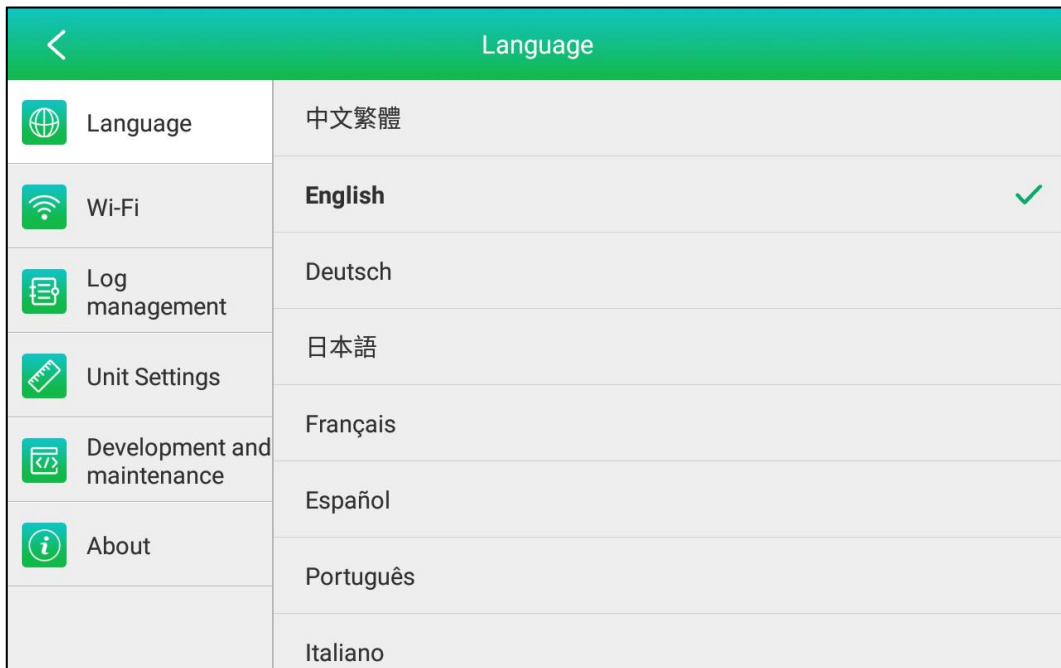 Language
Language
Wi-Fi
Log
management
Unit Settings
Development and
maintenance
About
中文繁體
English
Deutsch
日本語
Français
Español
Português
Italiano